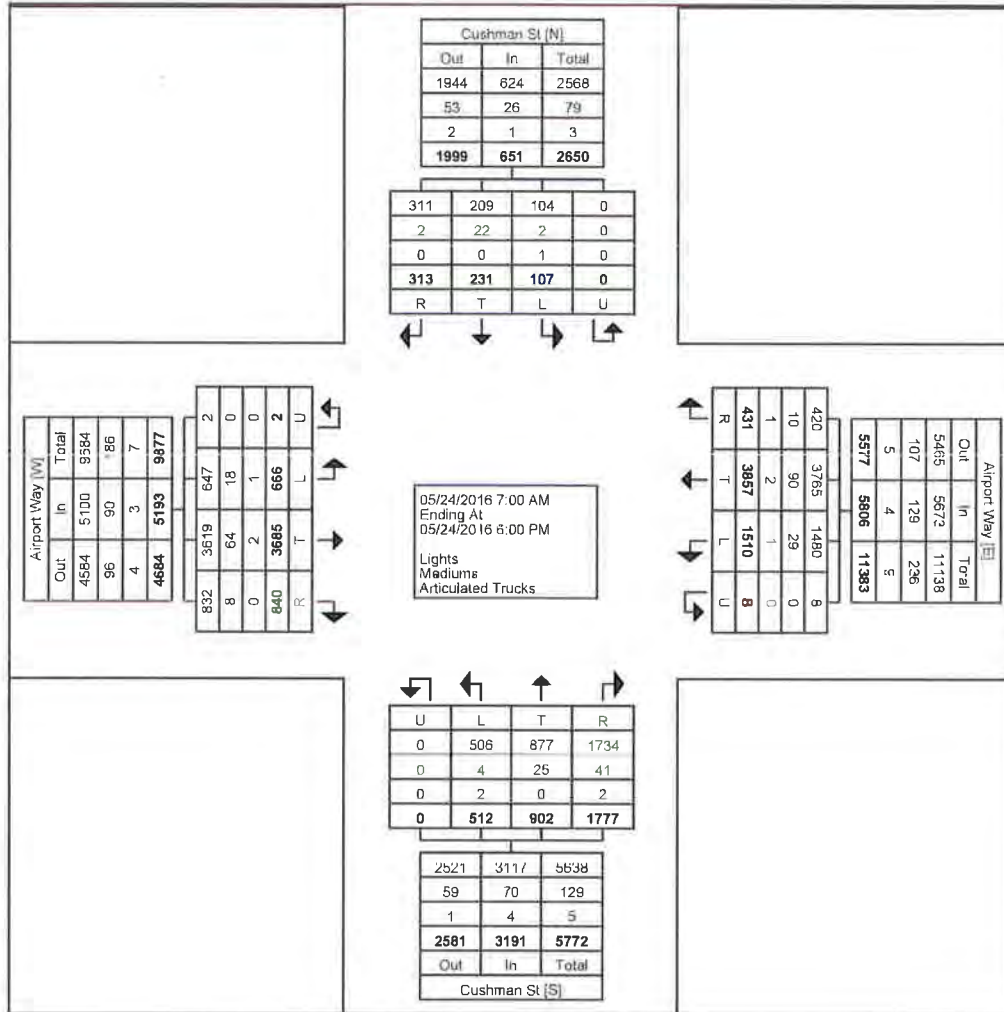 Cushman St [N]
Out In Total
1944 624 2568
53 26 79
2 1 3
1999 651 2650
311 209 104 0
2 22 2 0
0 0 1 0
313 231 107 0
R T L U
Airport Way [W]
Total In Out
9684 5100 4584
186 90 96
7 3 4
9877 5193 4684
2 647 3619 832
0 18 64 8
0 1 2 0
2 666 3685 840
U L T R
05/24/2016 7:00 AM
Ending At
05/24/2016 6:00 PM
Lights
Mediums
Articulated Trucks
R T L U
431 3857 1510 8
1 2 1 0
10 90 29 0
420 3765 1480 8
5577 5806 11383
5 4 9
107 129 236
5465 5673 11138
Out In Total
Airport Way [E]
U L T R
0 506 877 1734
0 4 25 41
0 2 0 2
0 512 902 1777
2521 3117 5638
59 70 129
1 4 5
2581 3191 5772
Out In Total
Cushman St [S]